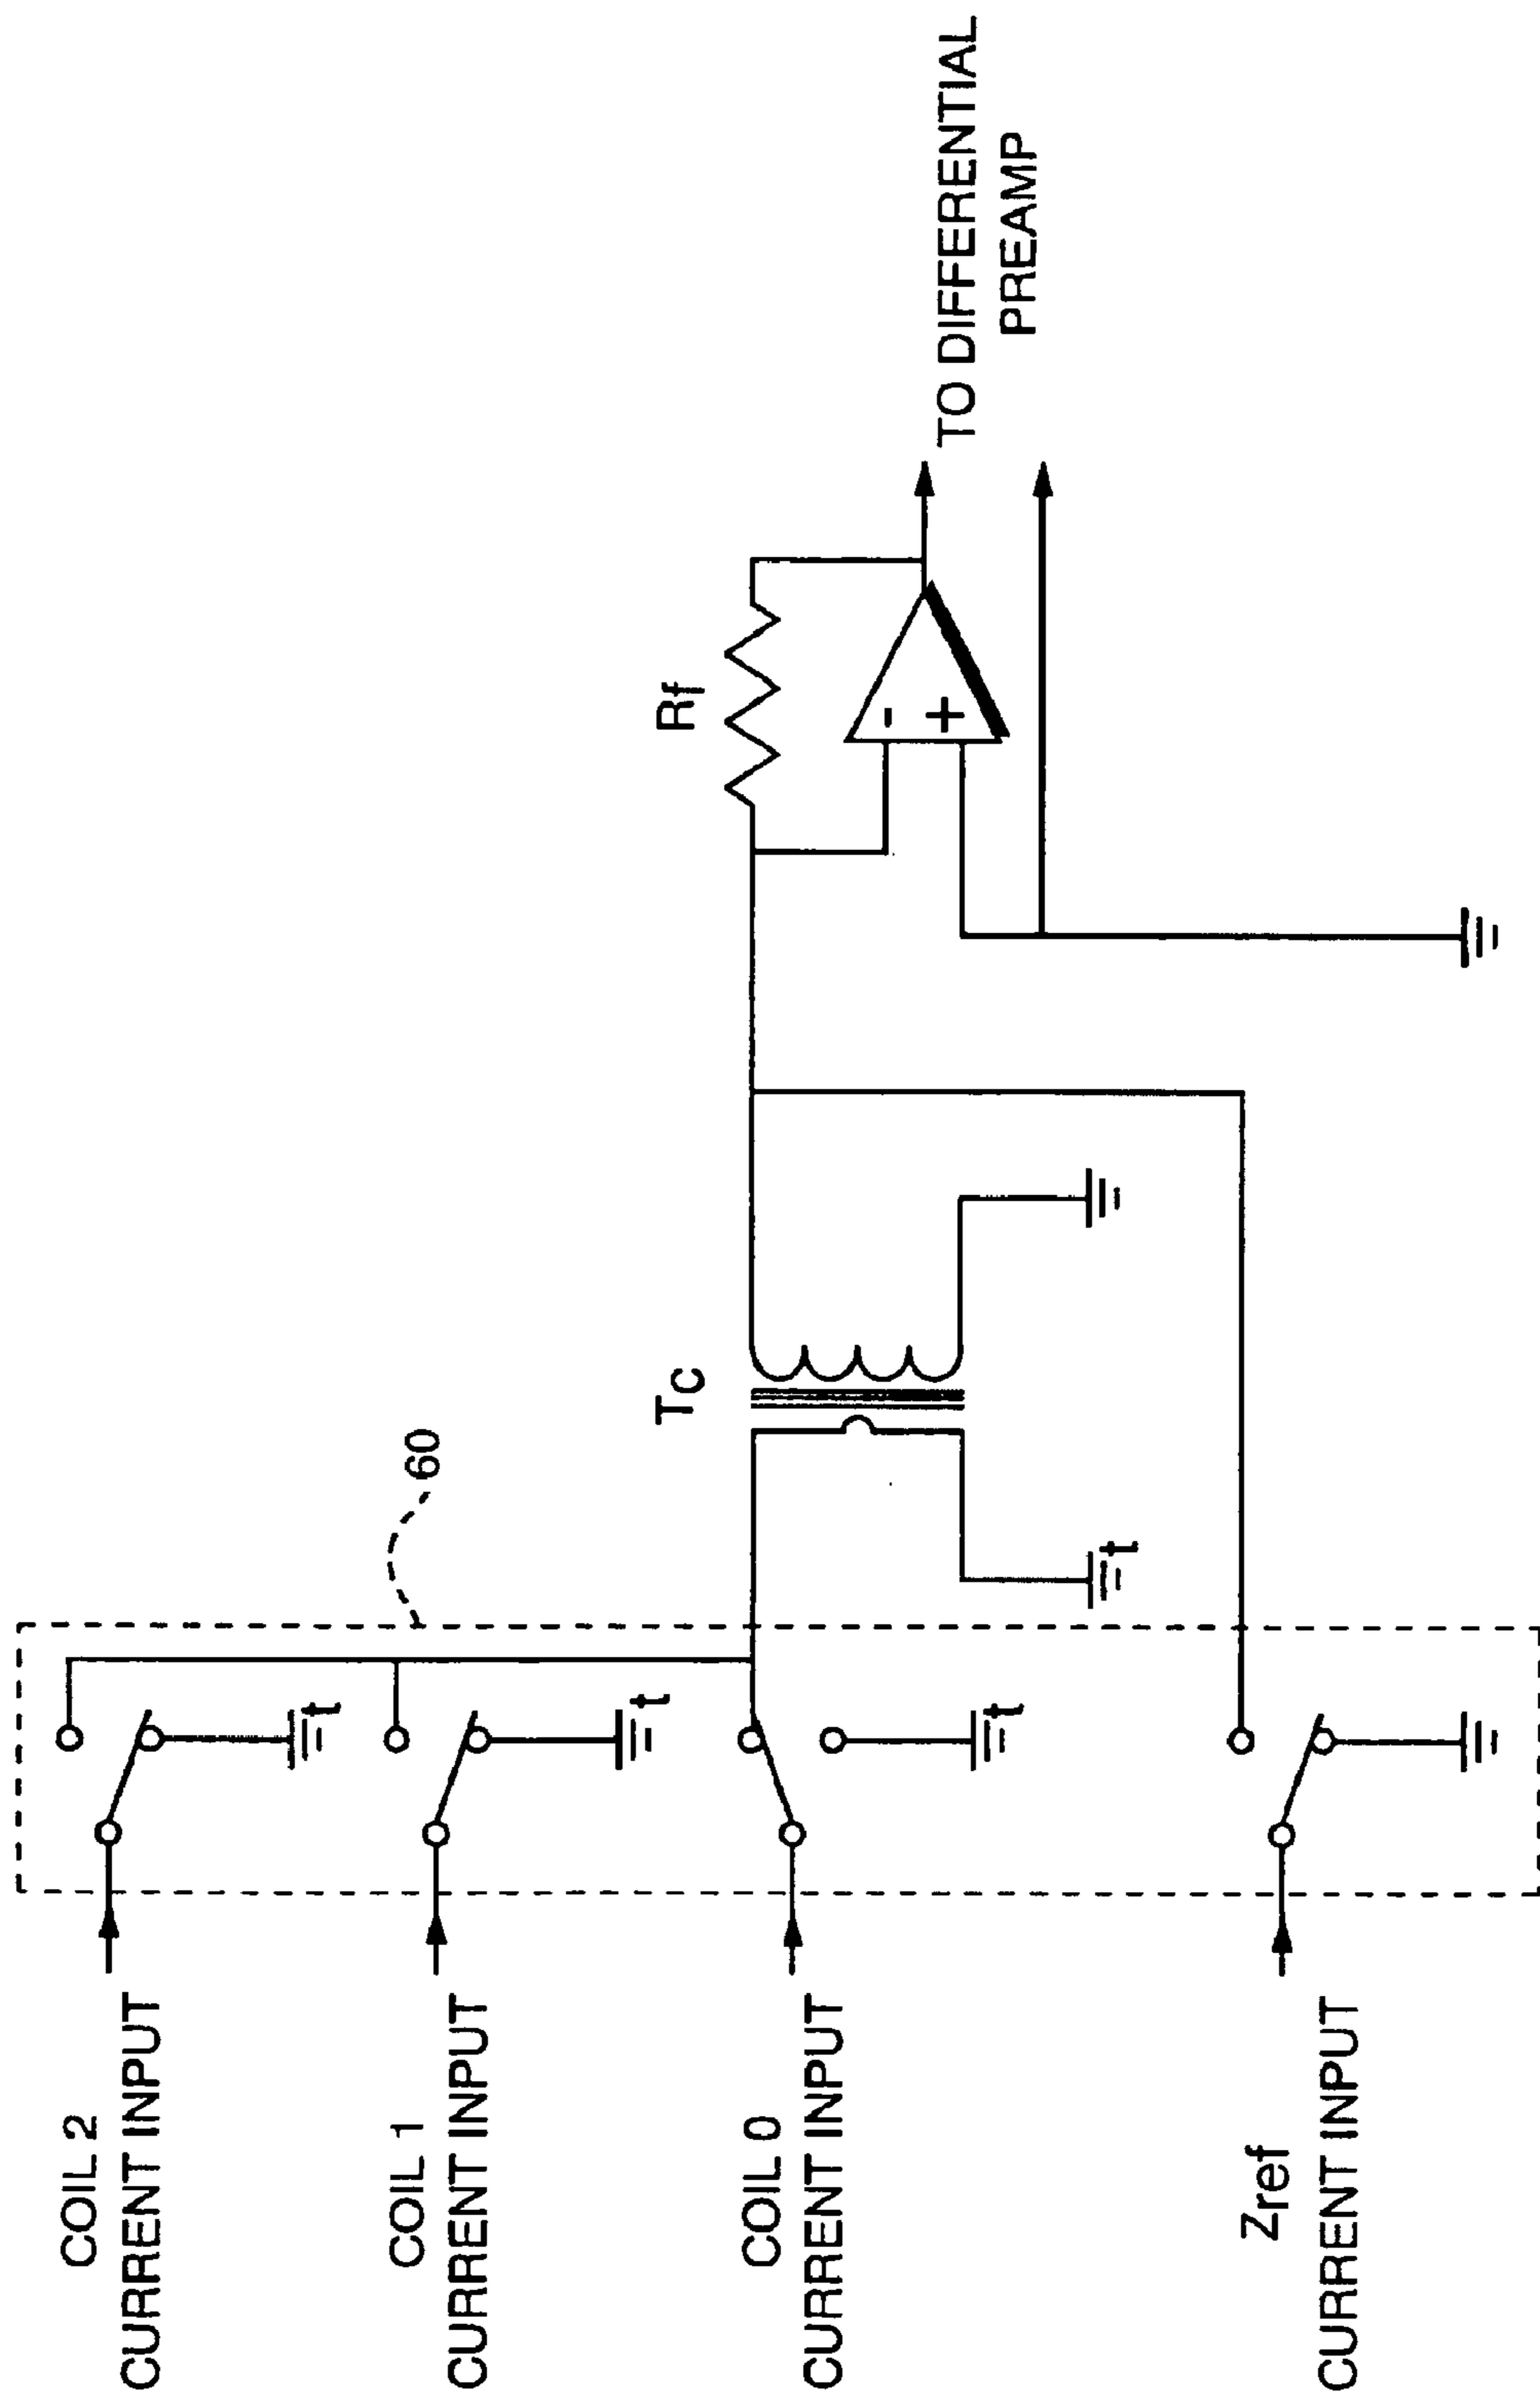 COIL 2
CURRENT INPUT
t
COIL 1
CURRENT INPUT
t
COIL 0
CURRENT INPUT
t
Zref
CURRENT INPUT
60
TC
t
Rf
-
+
TO DIFFERENTIAL
PREAMP